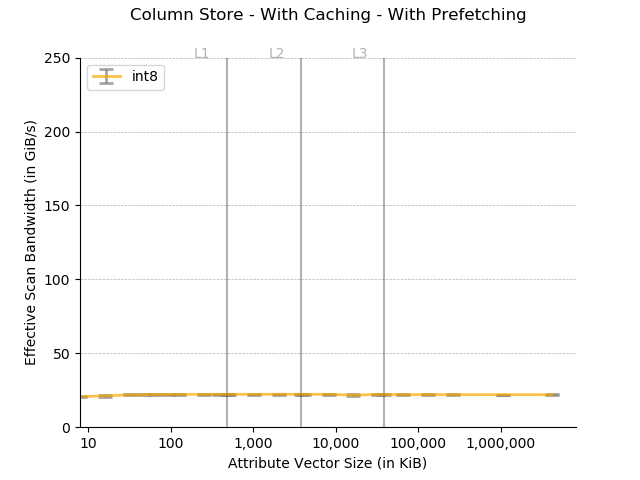 Column Store - With Caching - With Prefetching
L1 L2 L3
int8
Effective Scan Bandwidth (in GiB/s)
250
200
150
100
50
0
10 100 1,000 10,000 100,000 1,000,000
Attribute Vector Size (in KiB)